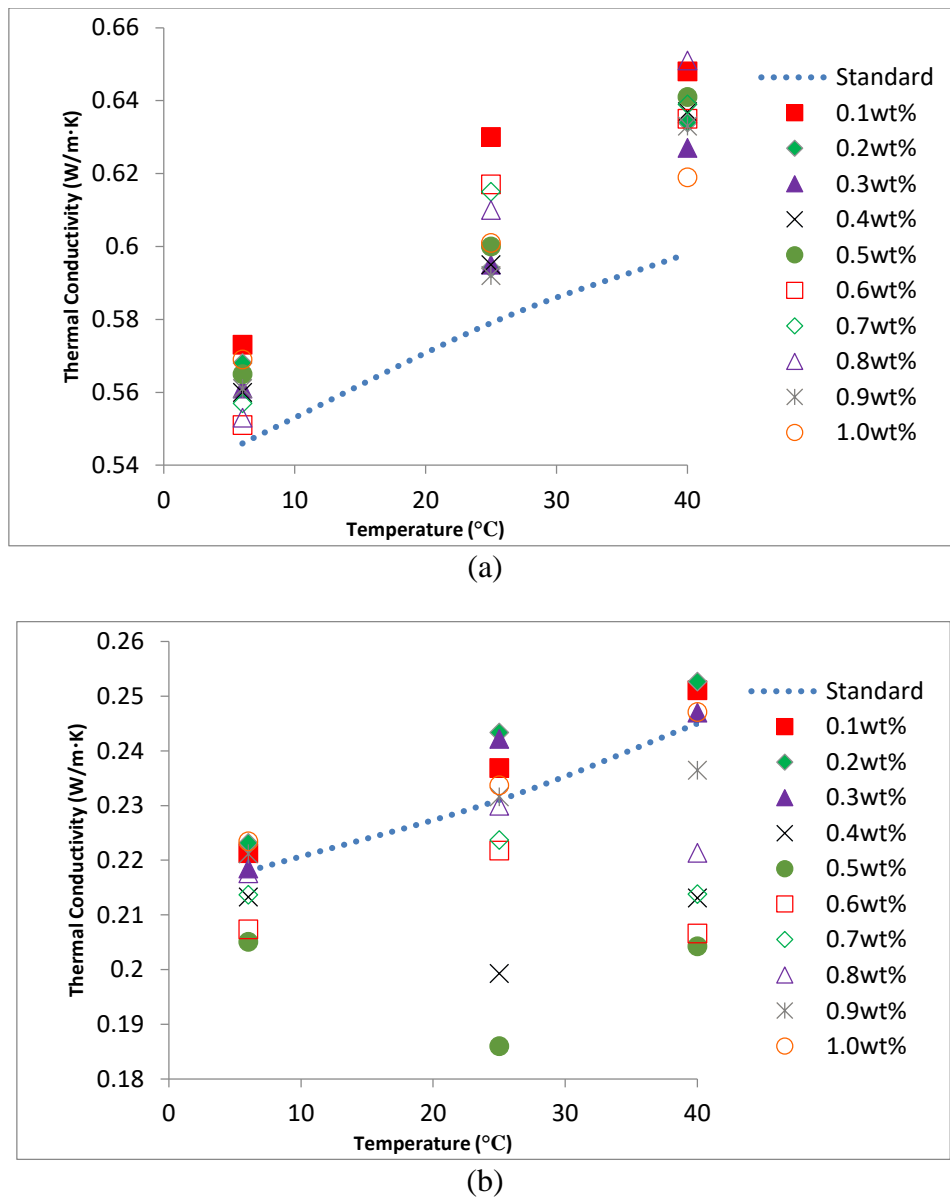 0.66
0.64
0.62
0.6
0.58
0.56
0.54
Thermal Conductivity (W/m·K)
0 10 20 30 40
Temperature (°C)
Standard
0.1wt%
0.2wt%
0.3wt%
0.4wt%
0.5wt%
0.6wt%
0.7wt%
0.8wt%
0.9wt%
1.0wt%
(a)
0.26
0.25
0.24
0.23
0.22
0.21
0.2
0.19
0.18
Thermal Conductivity (W/m·K)
0 10 20 30 40
Temperature (°C)
Standard
0.1wt%
0.2wt%
0.3wt%
0.4wt%
0.5wt%
0.6wt%
0.7wt%
0.8wt%
0.9wt%
1.0wt%
(b)